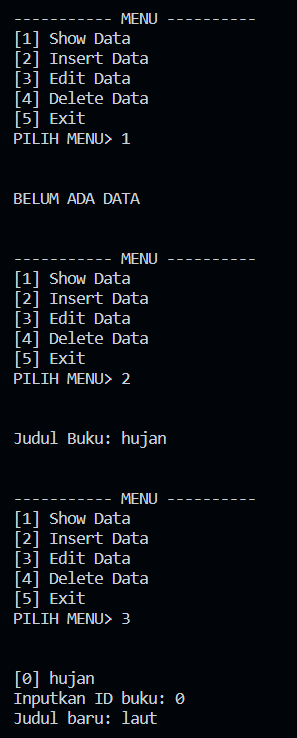 ----------- MENU ----------
[1] Show Data
[2] Insert Data
[3] Edit Data
[4] Delete Data
[5] Exit
PILIH MENU> 1
BELUM ADA DATA
----------- MENU ----------
[1] Show Data
[2] Insert Data
[3] Edit Data
[4] Delete Data
[5] Exit
PILIH MENU> 2
Judul Buku: hujan
----------- MENU ----------
[1] Show Data
[2] Insert Data
[3] Edit Data
[4] Delete Data
[5] Exit
PILIH MENU> 3
[0] hujan
Inputkan ID buku: 0
Judul baru: laut